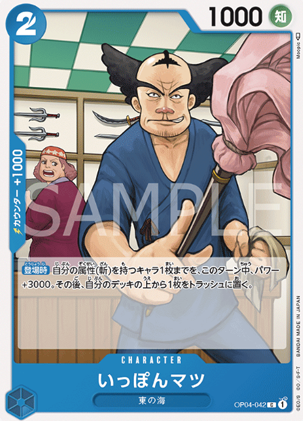 2
1000
知
カウンター +1000
SAMPLE
登場時 自分の属性(斬)を持つキャラ1枚までを、このターン中、パワー
+3000。その後、自分のデッキの上から1枚をトラッシュに置く。
CHARACTER
いっぽんマツ
東の海
OP04-042 C 1
BANDAI MADE IN JAPAN